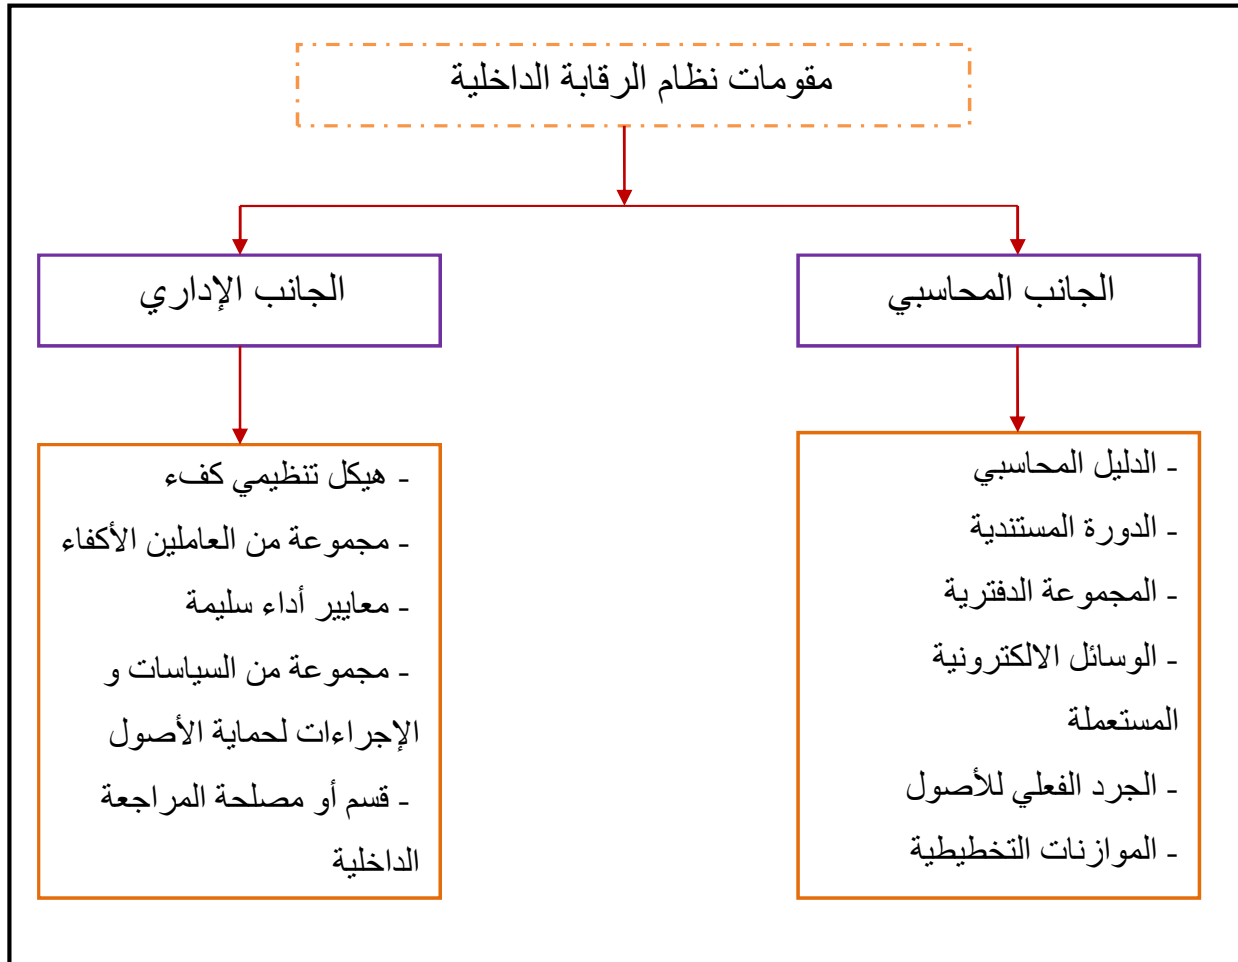 مقومات نظام الرقابة الداخلية
الجانب المحاسبي
- الدليل المحاسبي
- الدورة المستندية
- المجموعة الدفترية
- الوسائل الالكترونية
المستعملة
- الجرد الفعلي للأصول
- الموازنات التخطيطية
الجانب الإداري
- هيكل تنظيمي كفء
- مجموعة من العاملين الأكفاء
- معايير أداء سليمة
- مجموعة من السياسات و
الإجراءات لحماية الأصول
- قسم أو مصلحة المراجعة
الداخلية